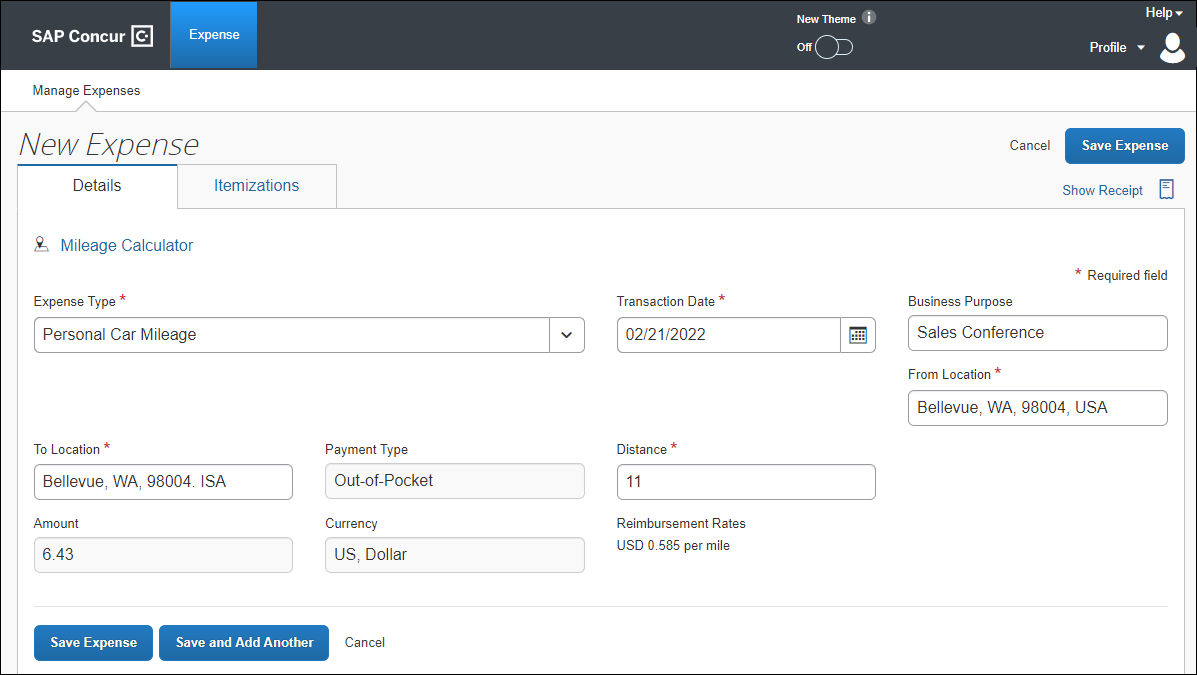 SAP Concur C
Expense
New Theme
Off
Help
Profile
Manage Expenses
New Expense
Cancel
Save Expense
Details
Itemizations
Show Receipt
Mileage Calculator
* Required field
Expense Type *
Personal Car Mileage
Transaction Date *
02/21/2022
Business Purpose
Sales Conference
From Location *
Bellevue, WA, 98004, USA
To Location *
Bellevue, WA, 98004. ISA
Payment Type
Out-of-Pocket
Distance *
11
Amount
6.43
Currency
US, Dollar
Reimbursement Rates
USD 0.585 per mile
Save Expense
Save and Add Another
Cancel